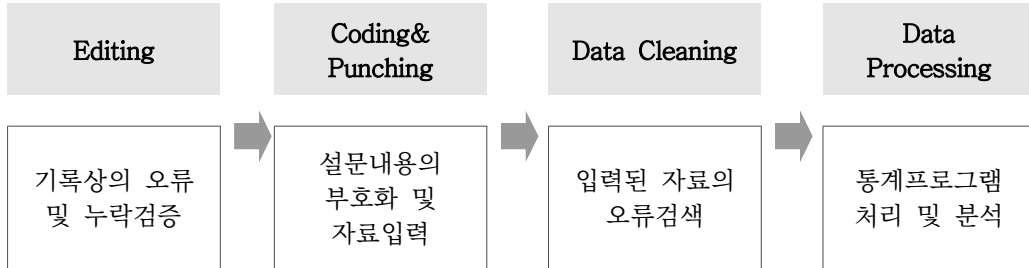 Editing
Coding&
Punching
Data Cleaning
Data
Processing
기록상의 오류
및 누락검증
설문내용의
부호화 및
자료입력
입력된 자료의
오류검색
통계프로그램
처리 및 분석